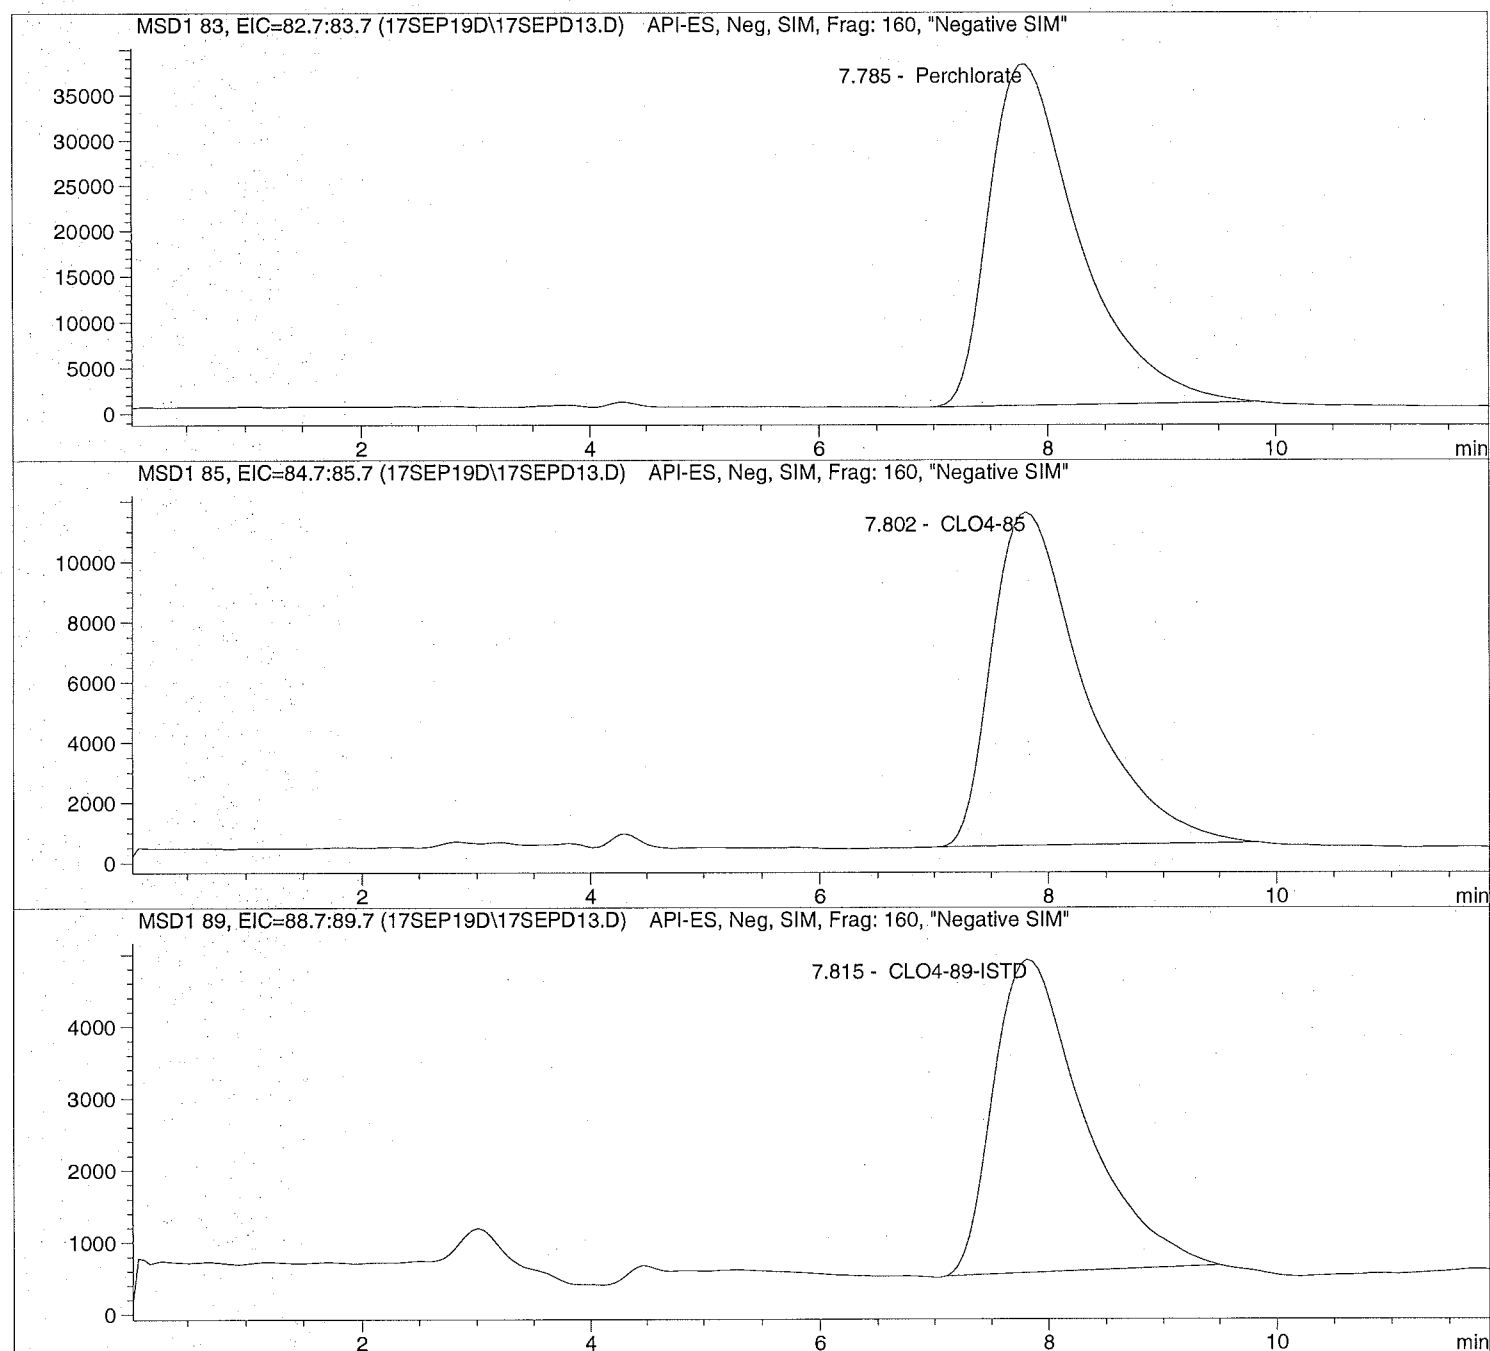 MSD1 83, EIC=82.7:83.7 (17SEP19D\17SEPD13.D) API-ES, Neg, SIM, Frag: 160, "Negative SIM"
7.785 - Perchlorate
35000
30000
25000
20000
15000
10000
5000
0
2 4 6 8 10 min
MSD1 85, EIC=84.7:85.7 (17SEP19D\17SEPD13.D) API-ES, Neg, SIM, Frag: 160, "Negative SIM"
7.802 - CLO4-85
10000
8000
6000
4000
2000
0
2 4 6 8 10 min
MSD1 89, EIC=88.7:89.7 (17SEP19D\17SEPD13.D) API-ES, Neg, SIM, Frag: 160, "Negative SIM"
7.815 - CLO4-89-ISTD
4000
3000
2000
1000
0
2 4 6 8 10 min